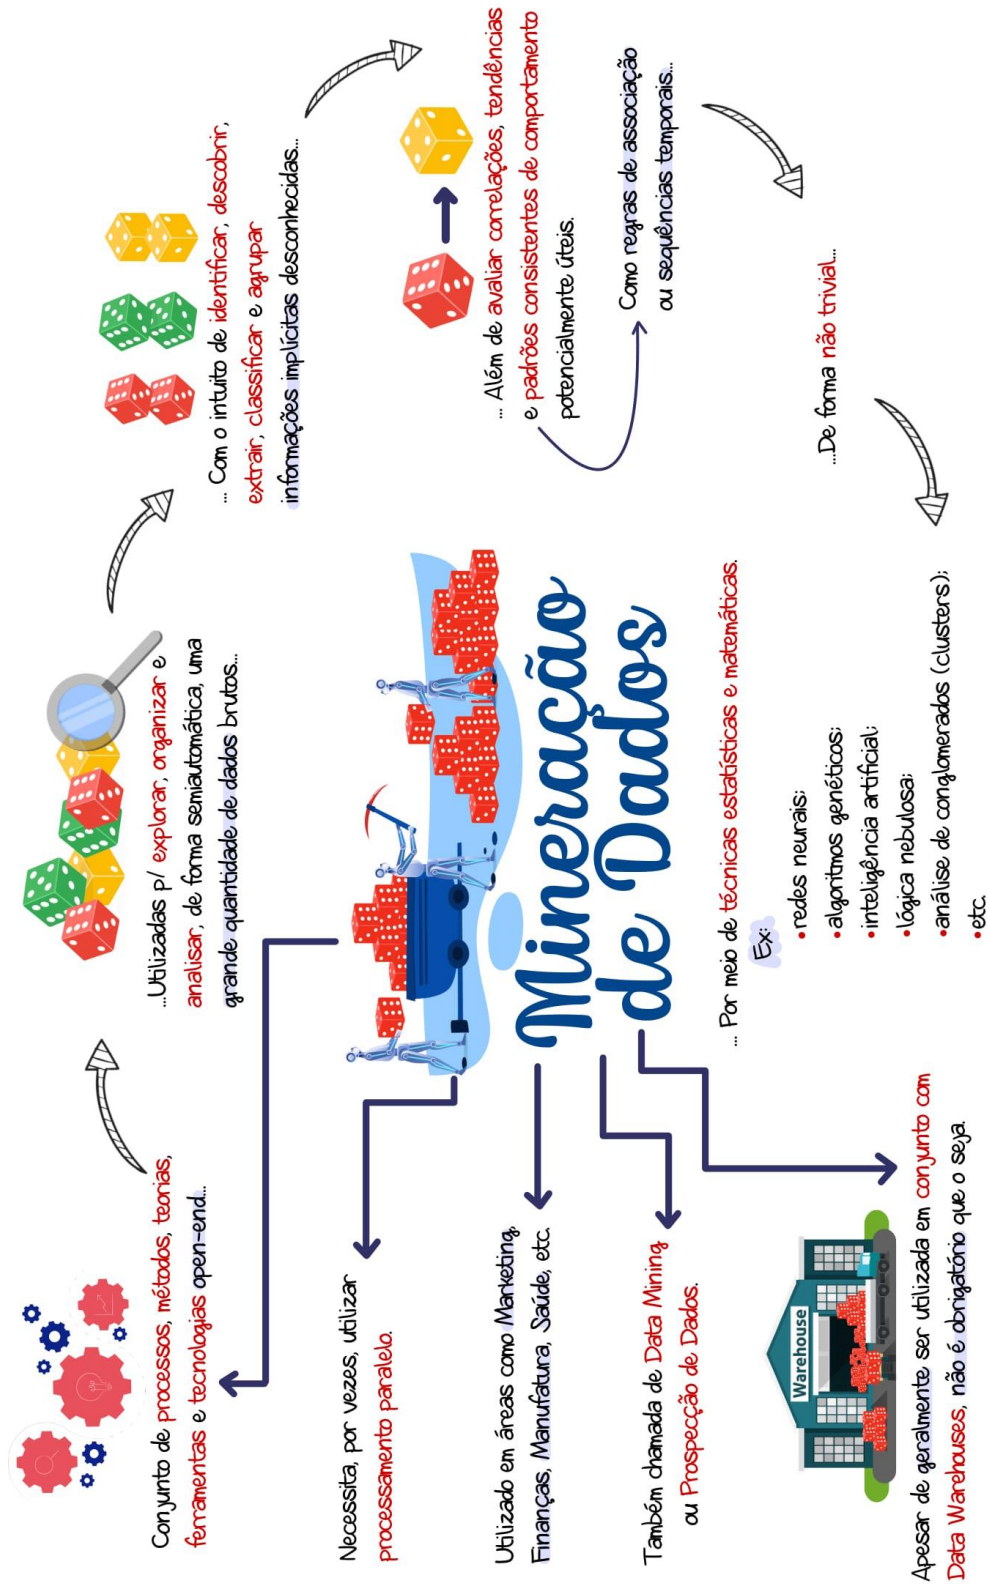 Conjunto de processos, métodos, teorias,
ferramentas e tecnologias open-end...
...Utilizadas p/ explorar, organizar e
analisar, de forma semiautomática, uma
grande quantidade de dados brutos...
... Com o intuito de identificar, descobrir,
extrair, classificar e agrupar
informações implícitas desconhecidas...
... Além de avaliar correlações, tendências
e padrões consistentes de comportamento
potencialmente úteis.
Como regras de associação
ou sequências temporais...
...De forma não trivial...
... Por meio de técnicas estatísticas e matemáticas.
Ex:
•redes neurais;
•algoritmos genéticos;
•inteligência artificial;
•lógica nebulosa;
•análise de conglomerados (clusters);
•etc.
Mineração
de Dados
Necessita, por vezes, utilizar
processamento paralelo.
Utilizado em áreas como Marketing,
Finanças, Manufatura, Saúde, etc.
Também chamada de Data Mining
ou Prospecção de Dados.
Warehouse
Apesar de geralmente ser utilizada em conjunto com
Data Warehouses, não é obrigatório que o seja.